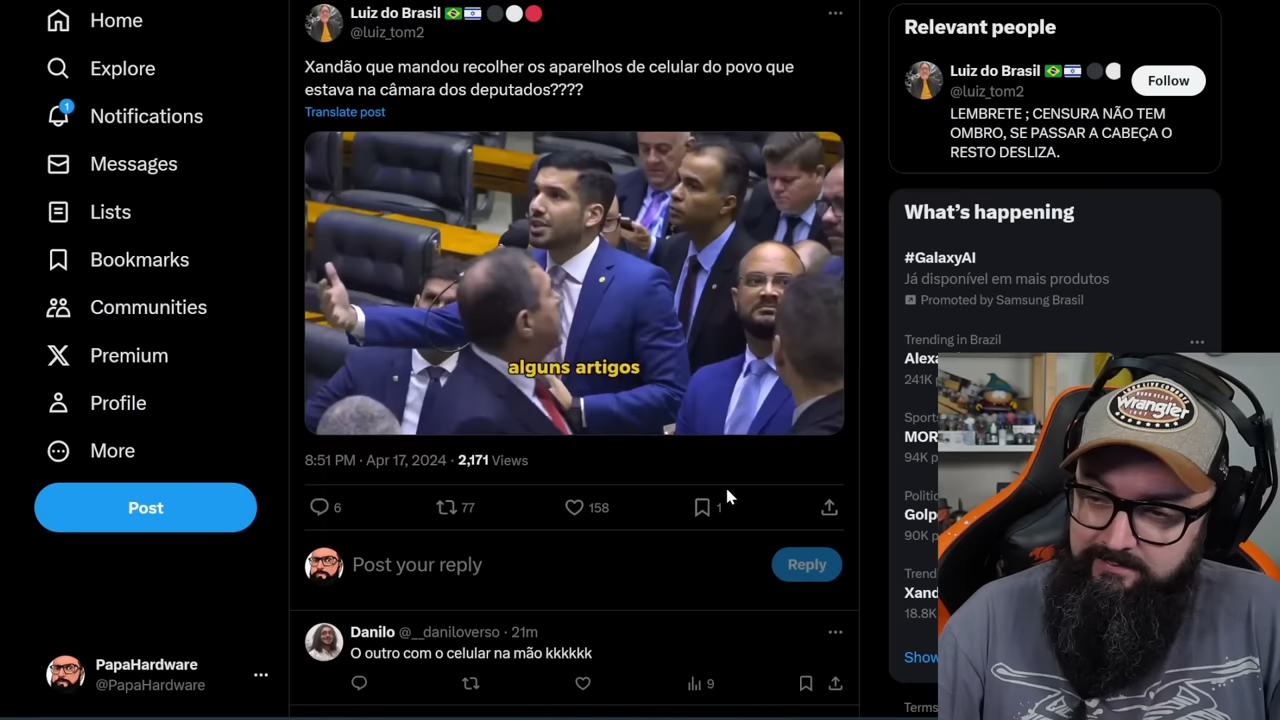 Home
Explore
1
Notifications
Messages
Lists
Bookmarks
Communities
Premium
Profile
More
Post
PapaHardware
@PapaHardware
Luiz do Brasil
@luiz_tom2
Xandão que mandou recolher os aparelhos de celular do povo que
estava na câmara dos deputados????
Translate post
alguns artigos
8:51 PM · Apr 17, 2024 · 2,171 Views
6
77
158
1
Post your reply
Reply
Danilo @__daniloverso · 21m
O outro com o celular na mão kkkkkk
9
Relevant people
Luiz do Brasil
@luiz_tom2
Follow
LEMBRETE ; CENSURA NÃO TEM
OMBRO, SE PASSAR A CABEÇA O
RESTO DESLIZA.
What's happening
#GalaxyAI
Já disponível em mais produtos
Promoted by Samsung Brasil
Trending in Brazil
Alexa
241K
Sports
MOR
94K
Golp
90K
Trend
Xand
18.8K
Show
Terms
Wrangler